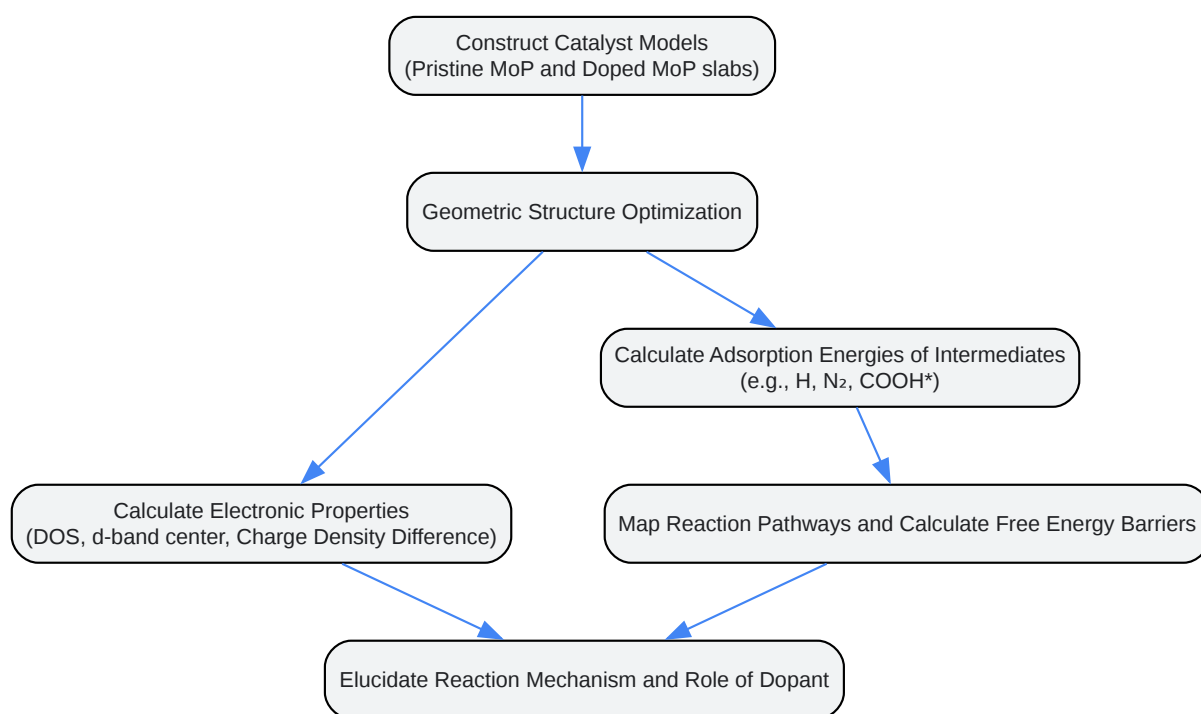 Construct Catalyst Models
(Pristine MoP and Doped MoP slabs)
Geometric Structure Optimization
Calculate Adsorption Energies of Intermediates
(e.g., H, N₂, COOH*)
Calculate Electronic Properties
(DOS, d-band center, Charge Density Difference)
Map Reaction Pathways and Calculate Free Energy Barriers
Elucidate Reaction Mechanism and Role of Dopant